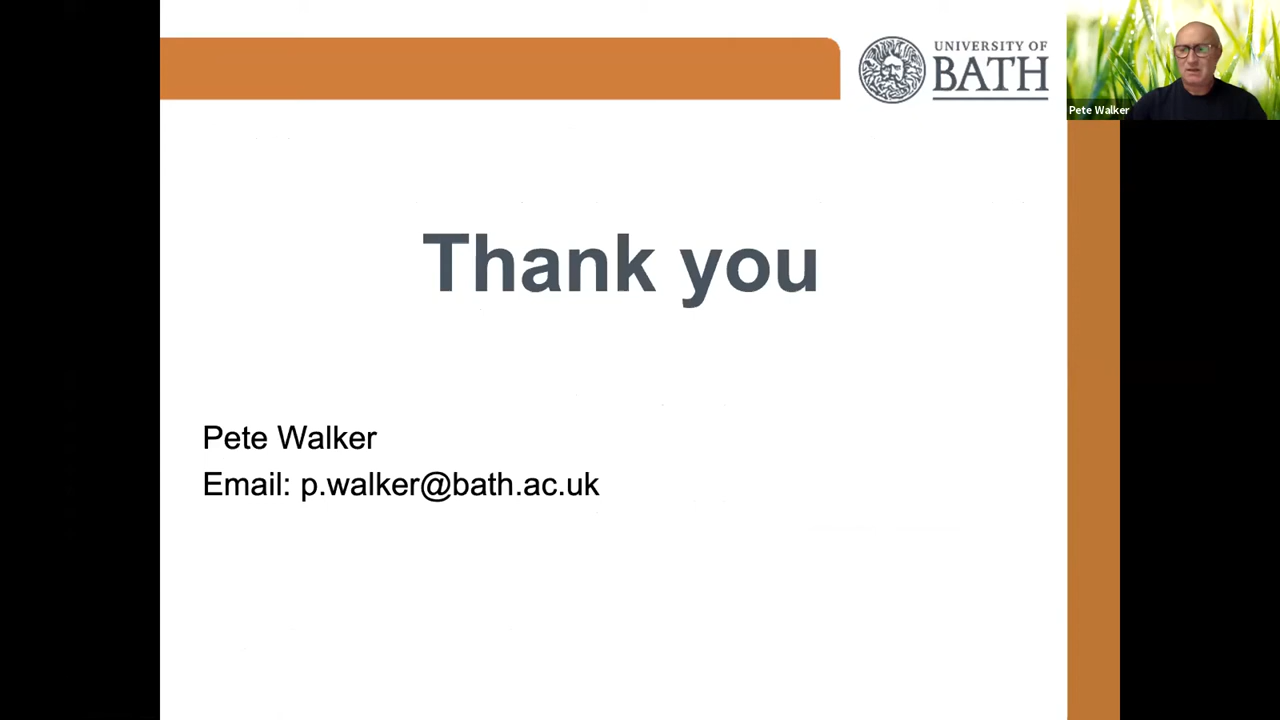 UNIVERSITY OF
BATH
Pete Walker
Thank you
Pete Walker
Email: p.walker@bath.ac.uk